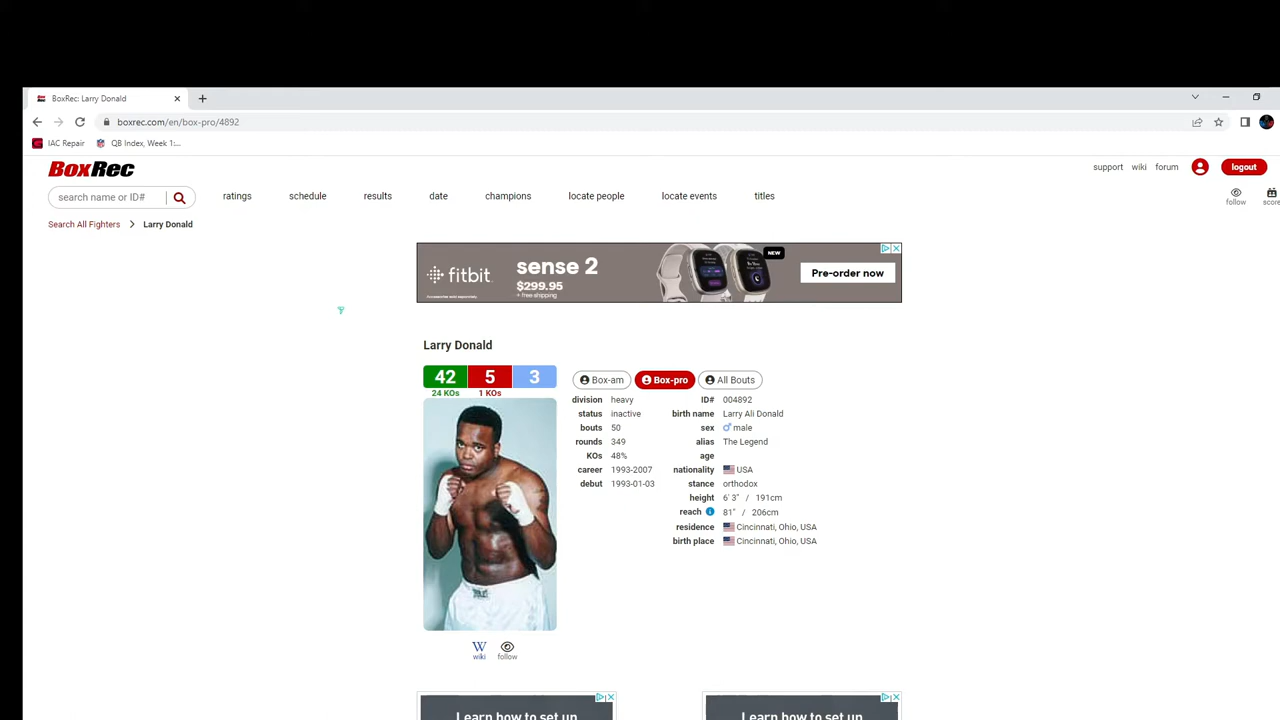 BoxRec: Larry Donald
boxrec.com/en/box-pro/4892
IAC Repair
QB Index, Week 1:...
BoxRec
support wiki forum logout
search name or ID#
ratings schedule results date champions locate people locate events titles
follow
score
Search All Fighters Larry Donald
fitbit
sense 2
$299.95
+ free shipping
Accessories sold separately.
NEW
Pre-order now
Larry Donald
42 5 3
24 KOs 1 KOs
Box-am Box-pro All Bouts
division heavy ID# 004892
status inactive birth name Larry Ali Donald
bouts 50 sex male
rounds 349 alias The Legend
KOs 48% age
career 1993-2007 nationality USA
debut 1993-01-03 stance orthodox
height 6' 3" / 191cm
reach 81" / 206cm
residence Cincinnati, Ohio, USA
birth place Cincinnati, Ohio, USA
W
wiki follow
Learn how to set up
Learn how to set up